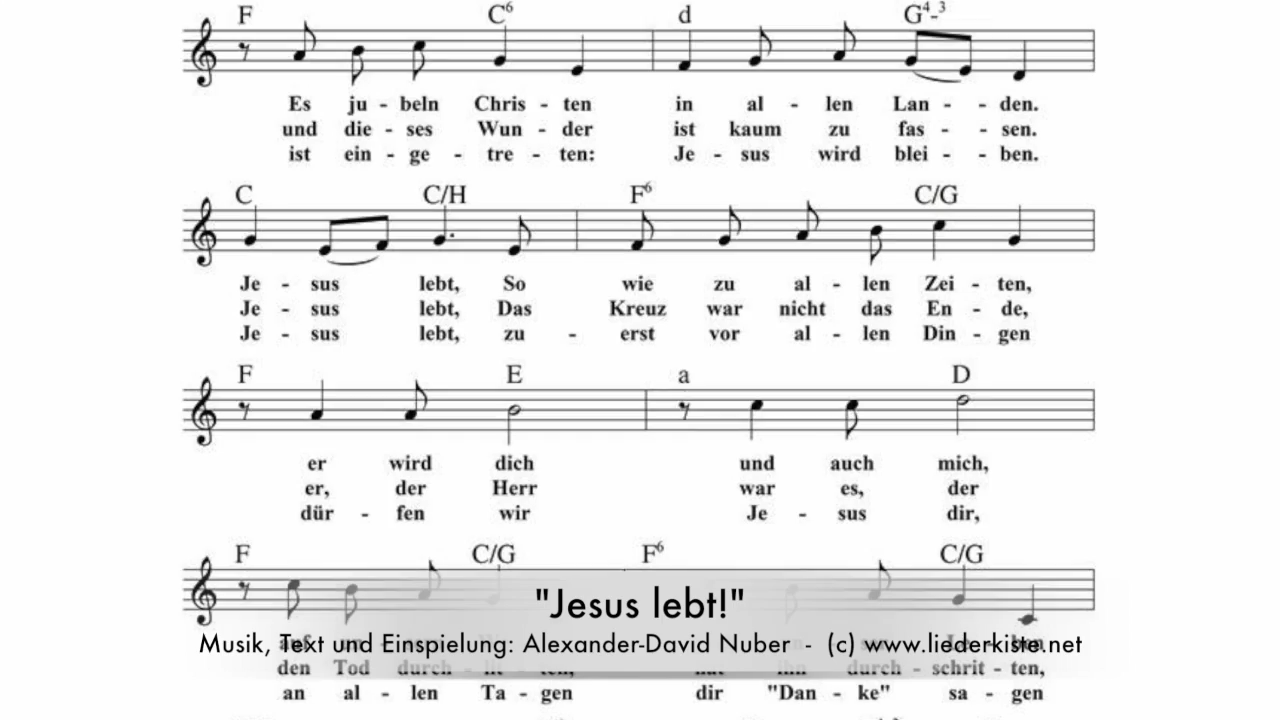 F C6 d G4-3
Es ju - beln Chris - ten in al - len Lan - - den.
und die - ses Wun - der ist kaum zu fas - - sen.
ist ein - ge - tre - ten: Je - sus wird blei - - ben.
C C/H F6 C/G
Je - sus lebt, So wie zu al - len Zei - ten,
Je - sus lebt, Das Kreuz war nicht das En - de,
Je - sus lebt, zu - erst vor al - len Din - gen
F E a D
er wird dich und auch mich,
er, der Herr war es, der
dür - fen wir Je - sus dir,
F C/G F6 C/G
"Jesus lebt!"
Musik, Text und Einspielung: Alexander-David Nuber - (c) www.liederkiste.net
den Tod durch - lit - ten, hat ihn durch - schrit - ten,
an al - len Ta - gen dir "Dan - ke" sa - gen